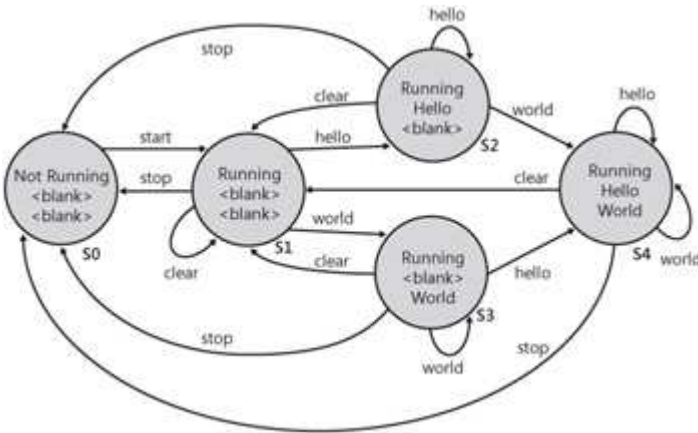 hello
stop
Running
Hello
<blank>
S2
clear
world
hello
start
hello
Not Running
<blank>
<blank>
S0
stop
Running
<blank>
<blank>
S1
clear
Running
Hello
World
S4
world
world
clear
clear
Running
<blank>
World
S3
hello
stop
world
stop